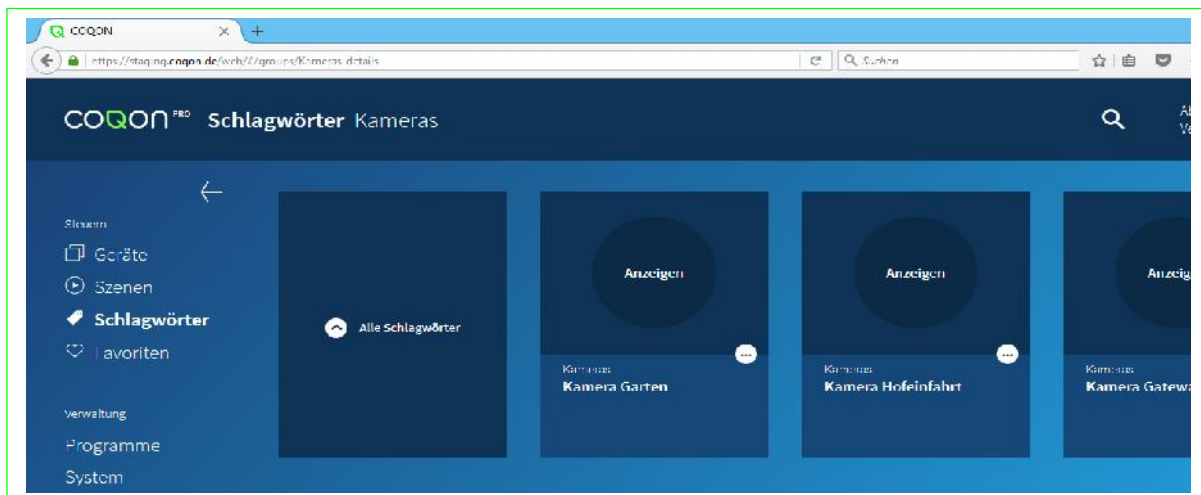 COQON
https://staging.coqon.de/web/#/groups/Kameras-details
Suchen
COQON PRO Schlagwörter Kameras
Steuern
Geräte
Szenen
Schlagwörter
Favoriten
Verwaltung
Programme
System
Alle Schlagwörter
Anzeigen
Kameras
Kamera Garten
Anzeigen
Kameras
Kamera Hofeinfahrt
Kameras